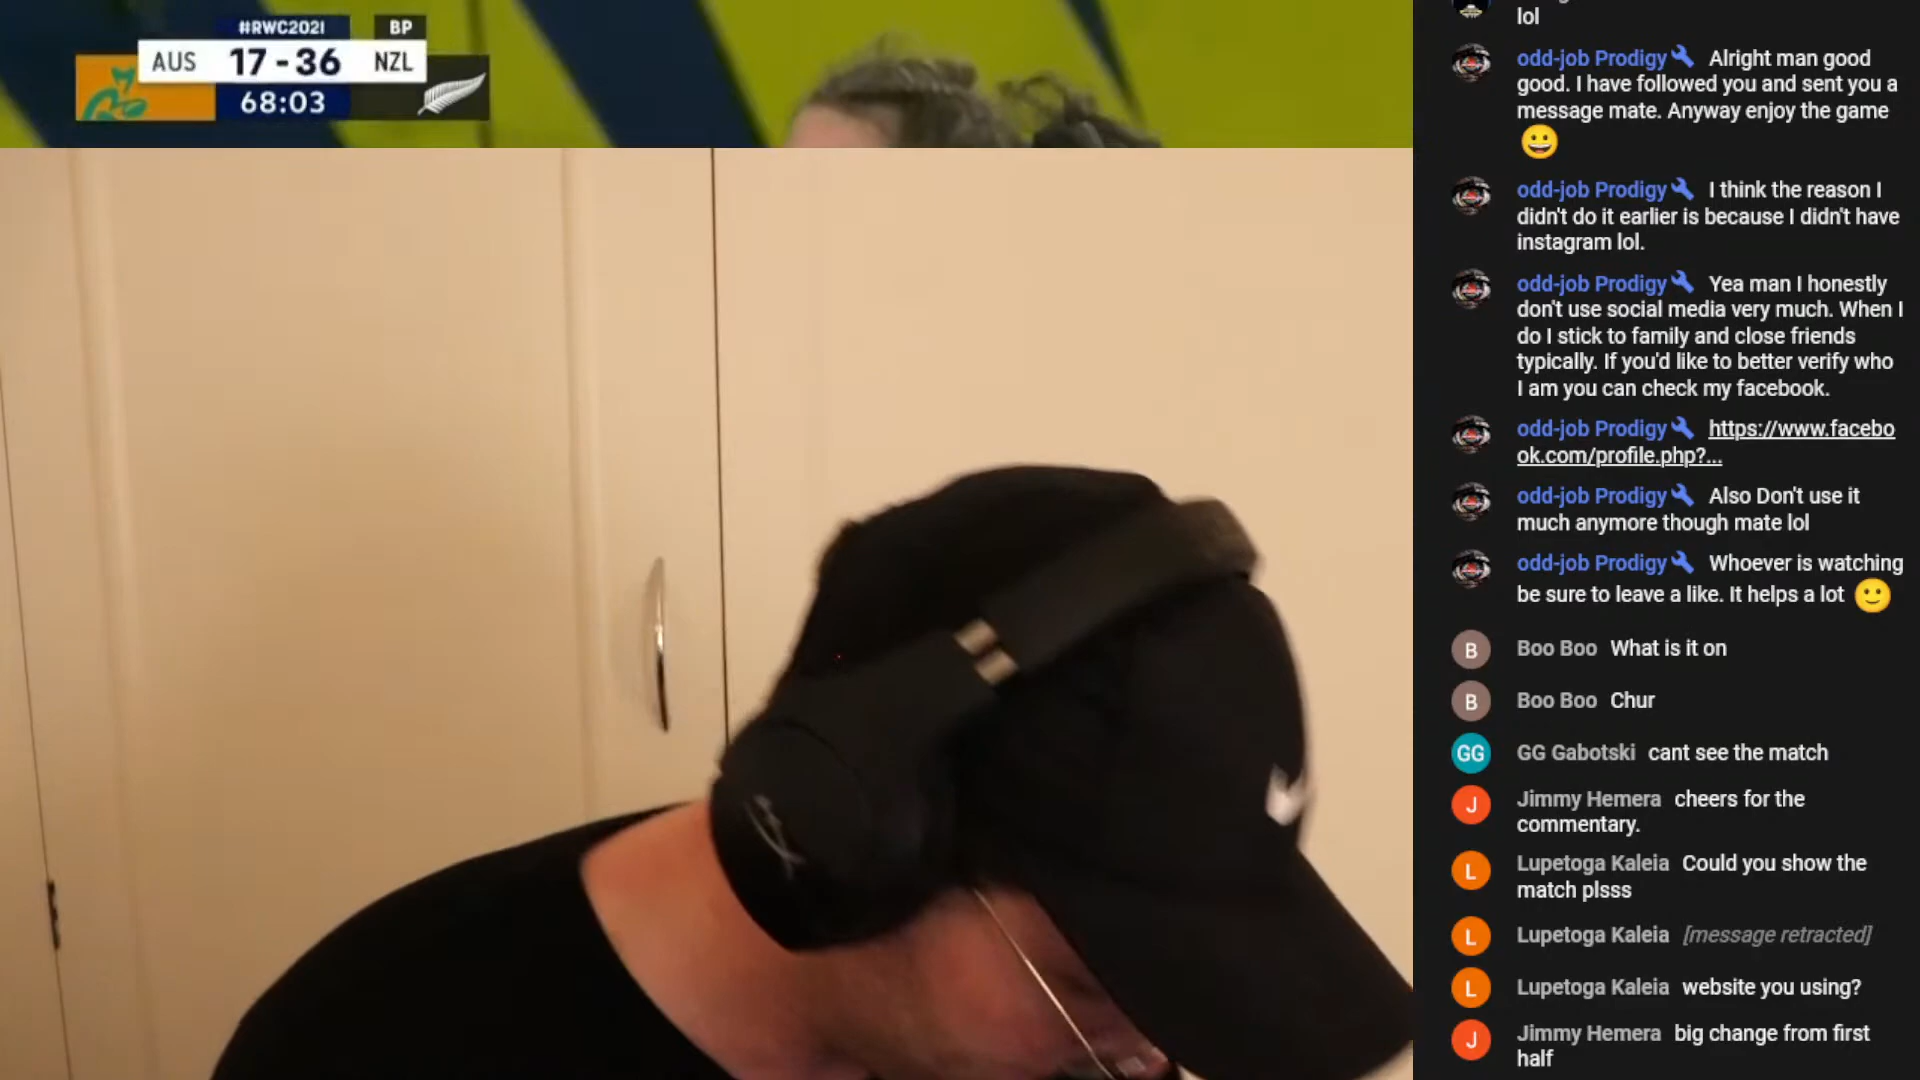 #RWC2021 BP
AUS 17 - 36 NZL
68:03
lol
odd-job Prodigy Alright man good
good. I have followed you and sent you a
message mate. Anyway enjoy the game
😀
odd-job Prodigy I think the reason I
didn't do it earlier is because I didn't have
instagram lol.
odd-job Prodigy Yea man I honestly
don't use social media very much. When I
do I stick to family and close friends
typically. If you'd like to better verify who
I am you can check my facebook.
odd-job Prodigy https://www.facebo
ok.com/profile.php?...
odd-job Prodigy Also Don't use it
much anymore though mate lol
odd-job Prodigy Whoever is watching
be sure to leave a like. It helps a lot 🙂
B Boo Boo What is it on
B Boo Boo Chur
GG GG Gabotski cant see the match
J Jimmy Hemera cheers for the
commentary.
L Lupetoga Kaleia Could you show the
match plsss
L Lupetoga Kaleia [message retracted]
L Lupetoga Kaleia website you using?
J Jimmy Hemera big change from first
half